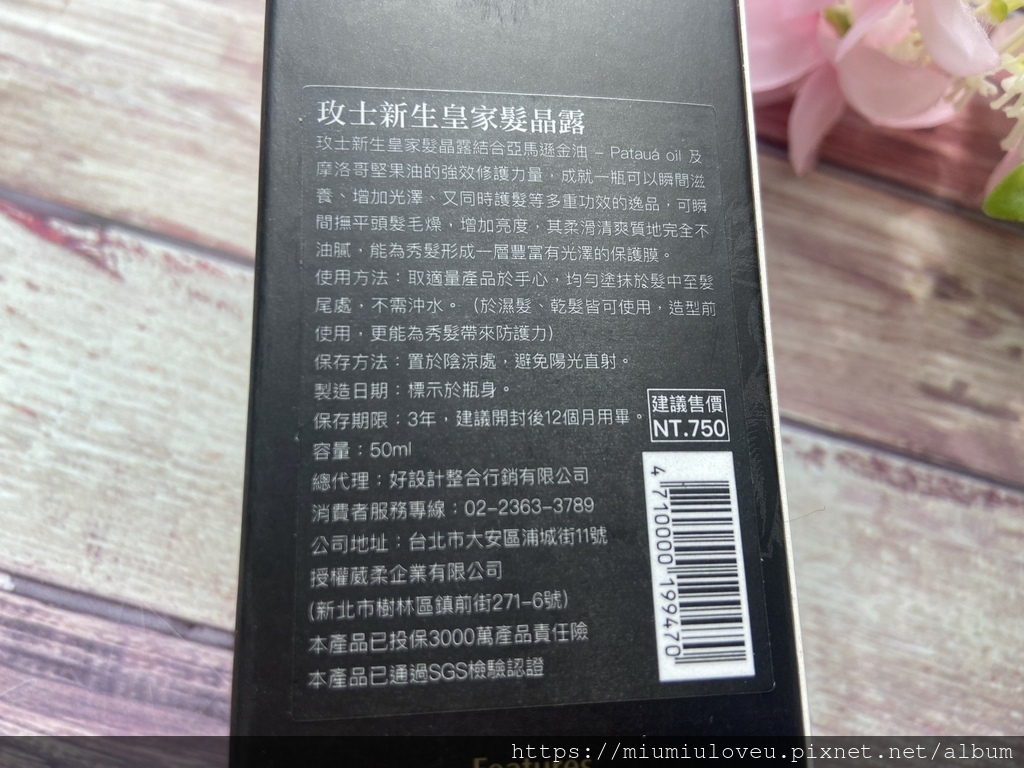 玫士新生皇家髮晶露
玫士新生皇家髮晶露結合亞馬遜金油 – Patauá oil 及
摩洛哥堅果油的強效修護力量，成就一瓶可以瞬間滋
養、增加光澤、又同時護髮等多重功效的逸品，可瞬
間撫平頭髮毛燥，增加亮度，其柔滑清爽質地完全不
油膩，能為秀髮形成一層豐富有光澤的保護膜。
使用方法：取適量產品於手心，均勻塗抹於髮中至髮
尾處，不需沖水。（於濕髮、乾髮皆可使用，造型前
使用，更能為秀髮帶來防護力）
保存方法：置於陰涼處，避免陽光直射。
製造日期：標示於瓶身。
保存期限：3年，建議開封後12個月用畢。
容量：50ml
總代理：好設計整合行銷有限公司
消費者服務專線：02-2363-3789
公司地址：台北市大安區浦城街11號
授權葳柔企業有限公司
(新北市樹林區鎮前街271-6號)
本產品已投保3000萬產品責任險
本產品已通過SGS檢驗認證
建議售價
NT.750
4 710000 199470
Features
https://miumiuloveu.pixnet.net/album